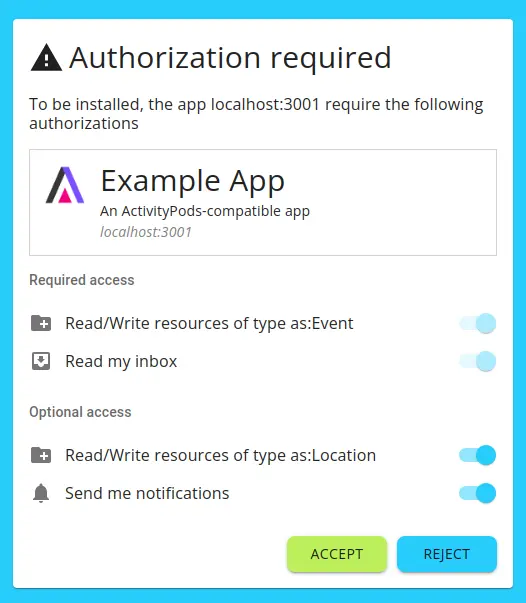 Authorization required
To be installed, the app localhost:3001 require the following
authorizations
Example App
An ActivityPods-compatible app
localhost:3001
Required access
Read/Write resources of type as:Event
Read my inbox
Optional access
Read/Write resources of type as:Location
Send me notifications
ACCEPT
REJECT